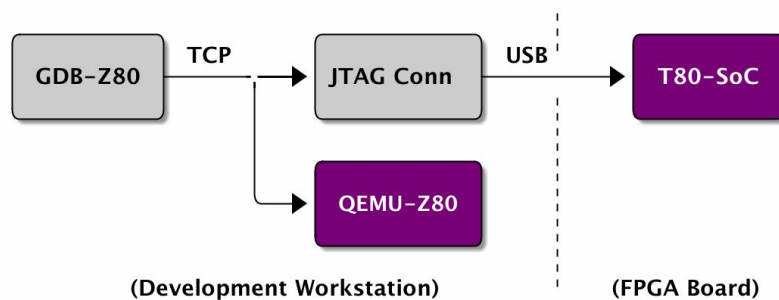 TCP
USB
GDB-Z80
JTAG Conn
T80-SoC
QEMU-Z80
(Development Workstation)
(FPGA Board)